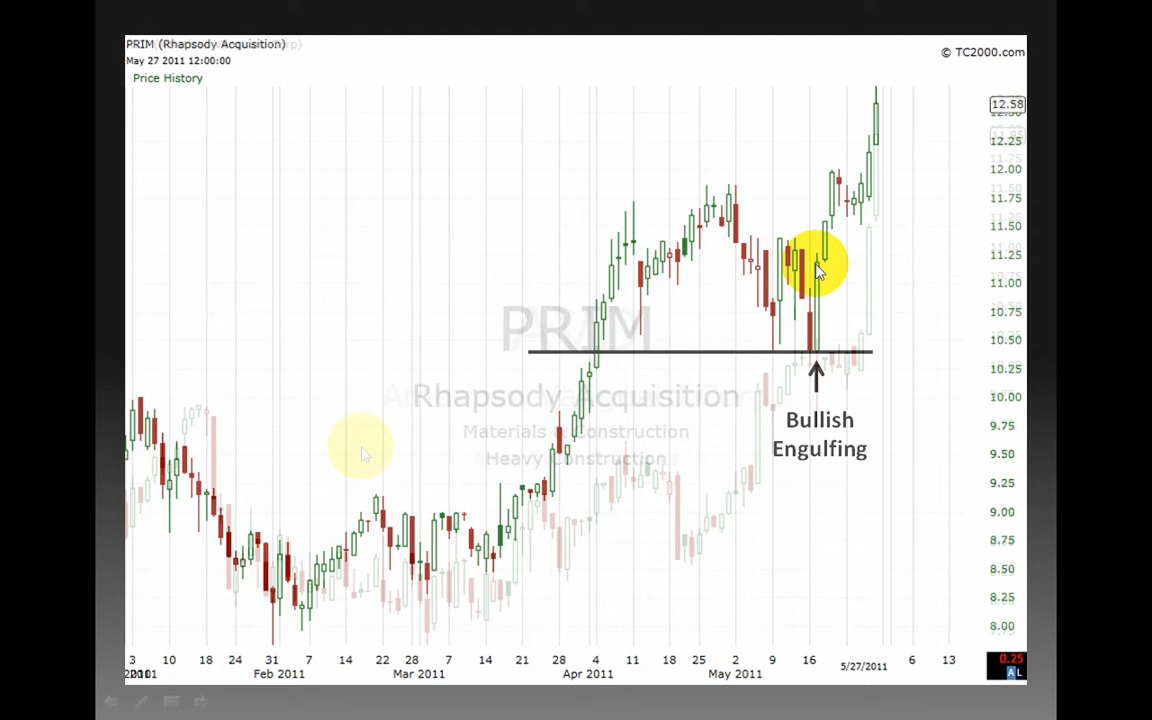 PRIM (Rhapsody Acquisition)
May 27 2011 12:00:00
Price History
© TC2000.com
12.58
12.50
12.25
12.00
11.75
11.50
11.25
11.00
10.75
10.50
10.25
10.00
9.75
9.50
9.25
9.00
8.75
8.50
8.25
8.00
PRIM
Rhapsody Acquisition
Materials & Construction
Heavy Construction
Bullish
Engulfing
3 10 18 24 31 7 14 22 28 7 14 21 28 4 11 18 25 2 9 16 5/27/2011 6 13
2011 Feb 2011 Mar 2011 Apr 2011 May 2011
0.25
A L